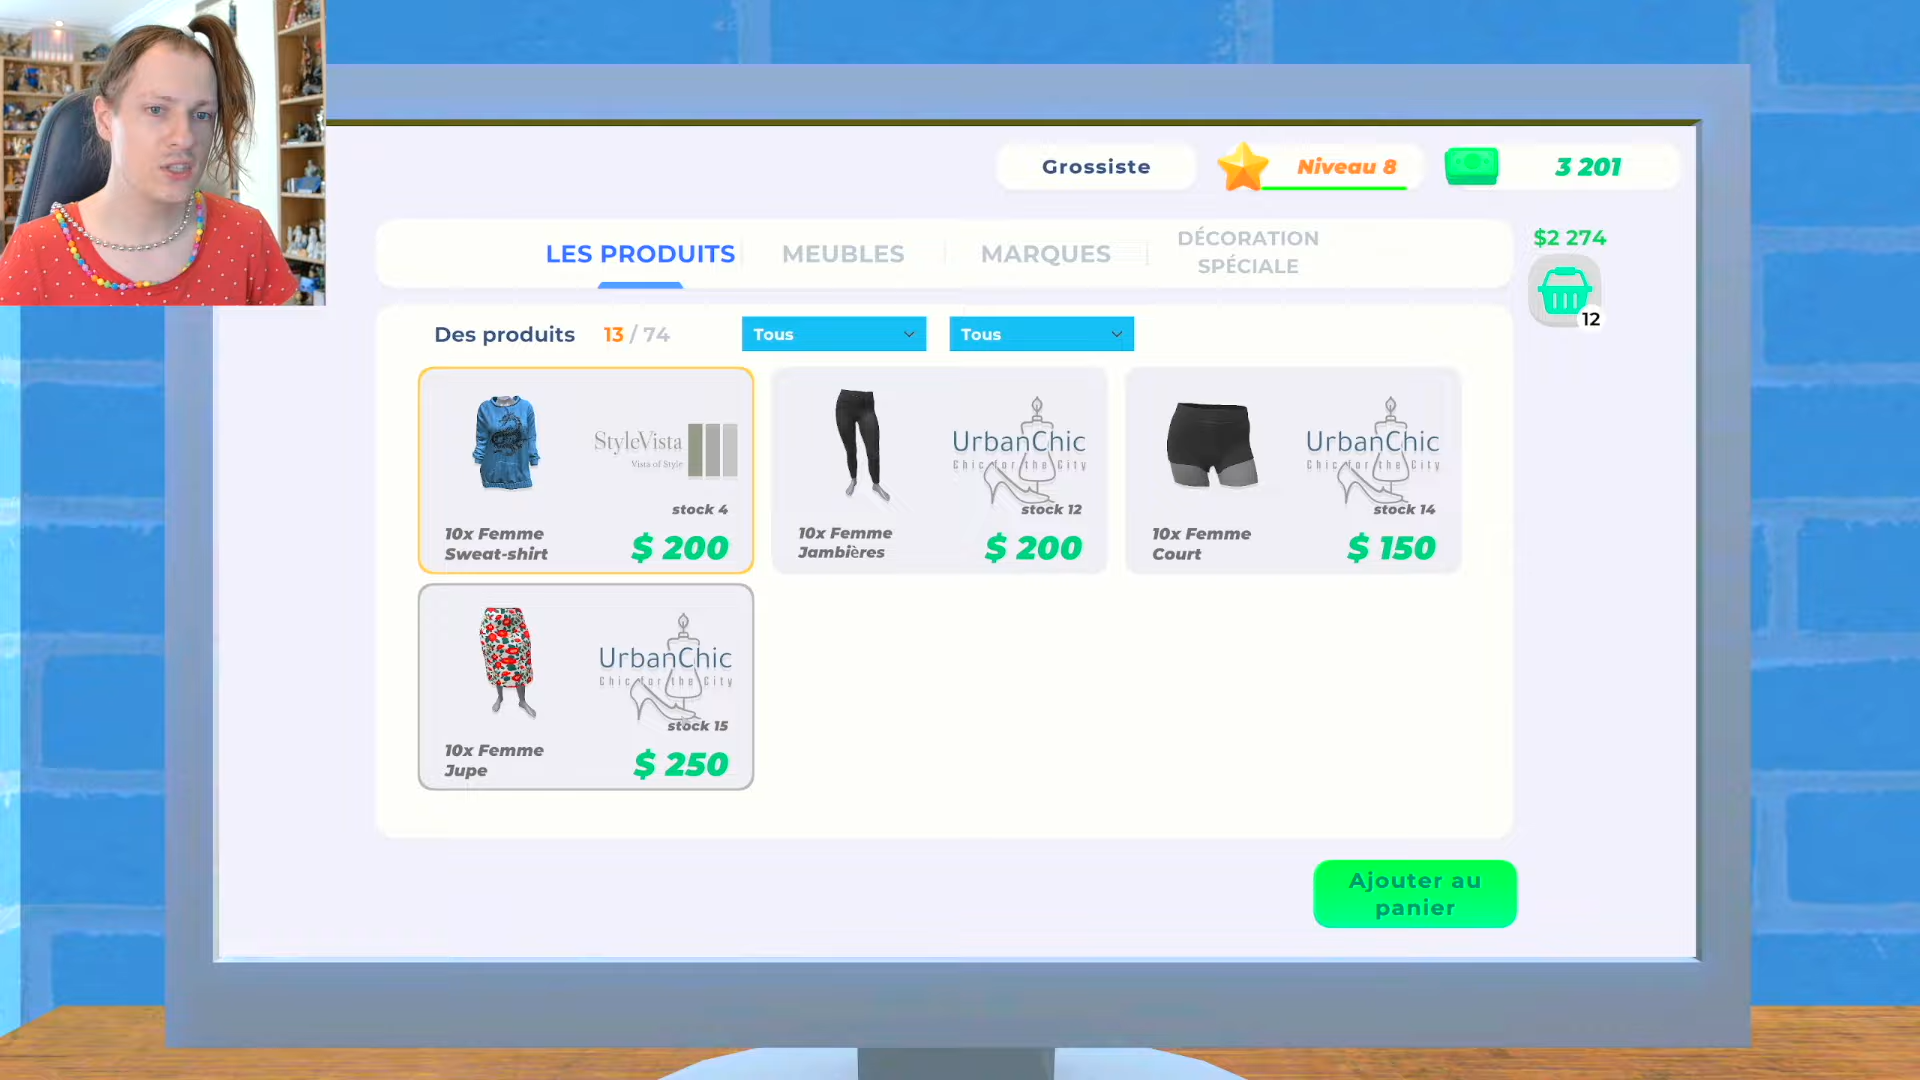 Grossiste
Niveau 8
3 201
LES PRODUITS
MEUBLES
MARQUES
DÉCORATION
SPÉCIALE
$2 274
12
Des produits 13 / 74
Tous
Tous
StyleVista
Vista of Style
stock 4
10x Femme
Sweat-shirt
$ 200
UrbanChic
Chic for the City
stock 12
10x Femme
Jambières
$ 200
UrbanChic
Chic for the City
stock 14
10x Femme
Court
$ 150
UrbanChic
Chic for the City
stock 15
10x Femme
Jupe
$ 250
Ajouter au
panier